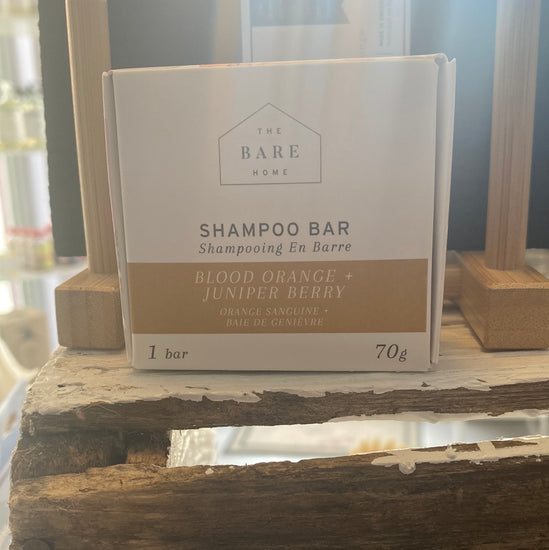 THE
BARE
HOME
SHAMPOO BAR
Shampooing En Barre
BLOOD ORANGE +
JUNIPER BERRY
ORANGE SANGUINE +
BAIE DE GENIÈVRE
1 bar 70g